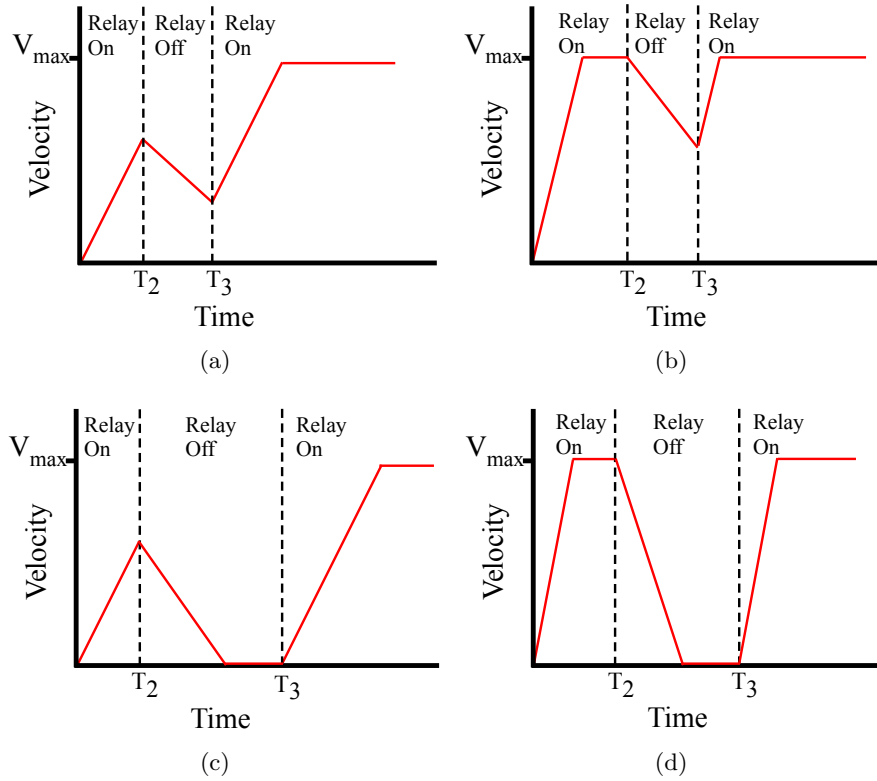 Relay Relay Relay
On Off On
Vmax
Velocity
T2 T3
Time
(a)
Relay Relay Relay
On Off On
Vmax
Velocity
T2 T3
Time
(b)
Relay Relay Relay
On Off On
Vmax
Velocity
T2 T3
Time
(c)
Relay Relay Relay
On Off On
Vmax
Velocity
T2 T3
Time
(d)